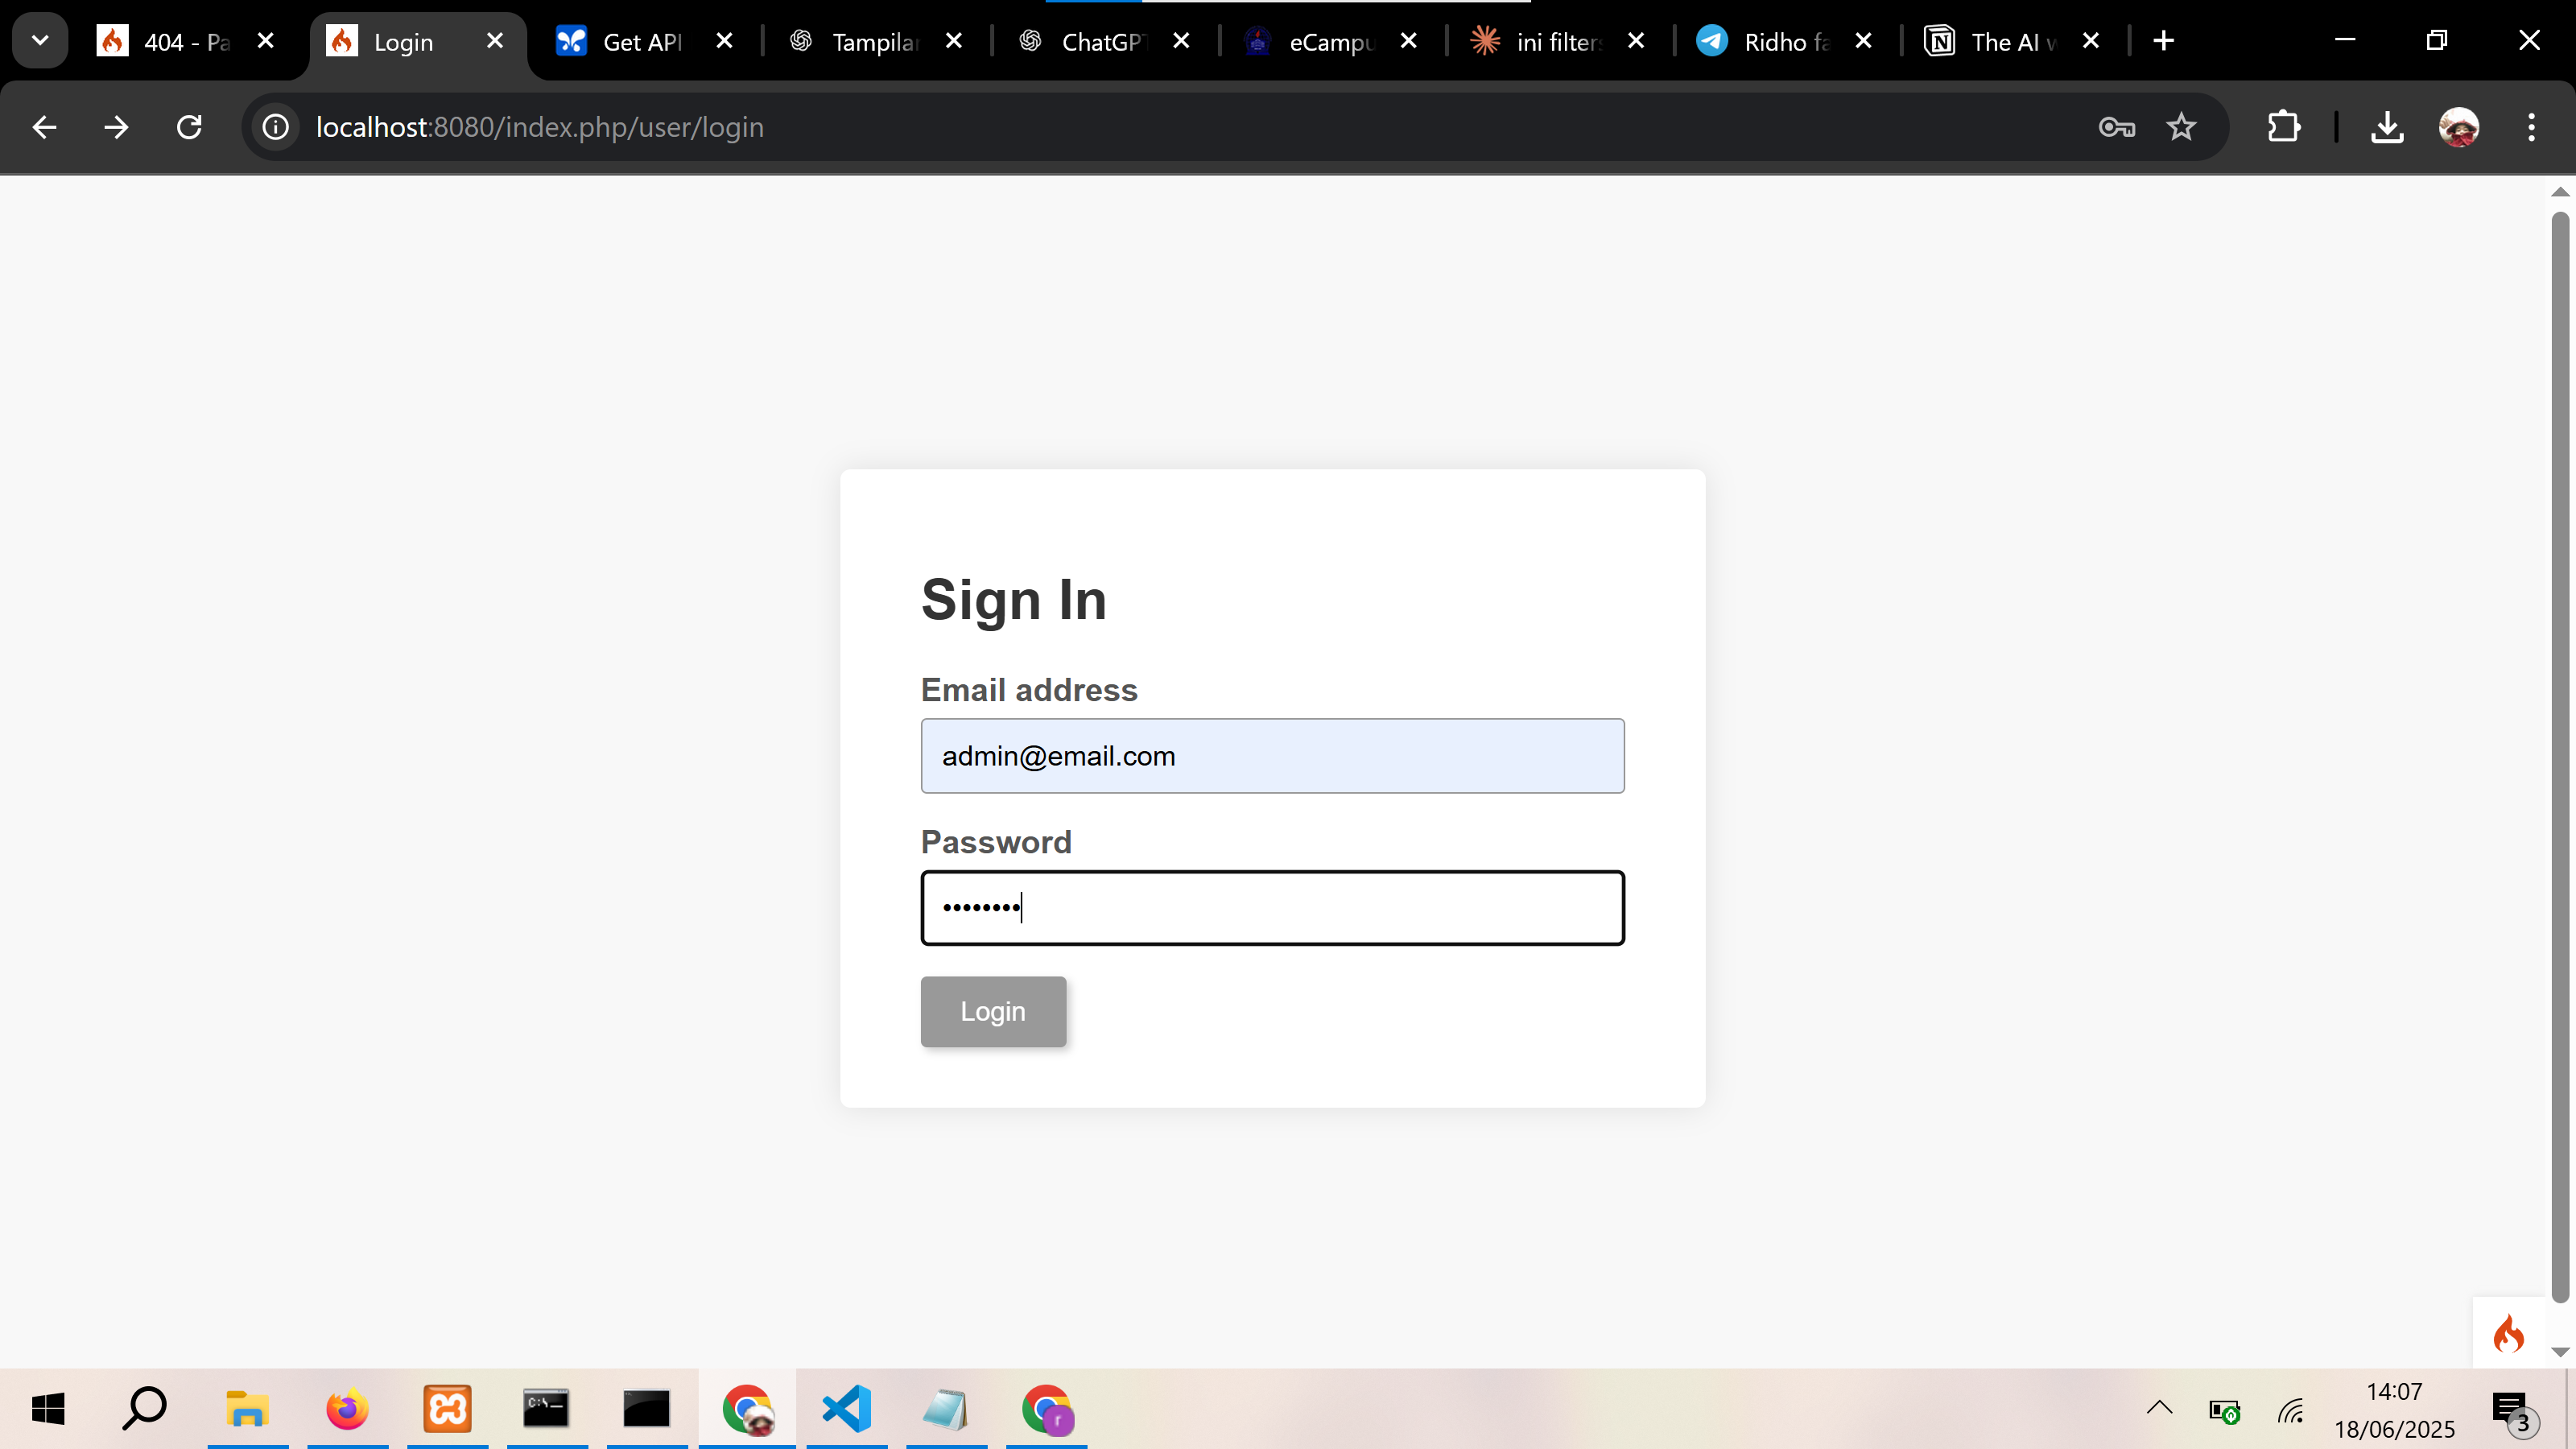 404 - Pa
Login
Get API
Tampilar
ChatGPT
eCampu
ini filter
Ridho fa
The AI w
localhost:8080/index.php/user/login
Sign In
Email address
admin@email.com
Password
••••••••
Login
14:07
18/06/2025
3